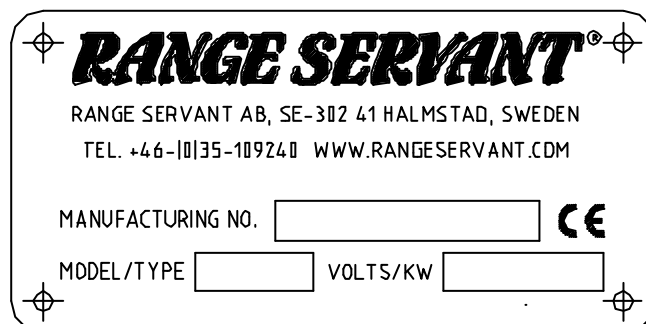 RANGE SERVANT®
RANGE SERVANT AB, SE-302 41 HALMSTAD, SWEDEN
TEL. +46-(0)35-109240 WWW.RANGESERVANT.COM
MANUFACTURING NO. CE
MODEL/TYPE VOLTS/KW